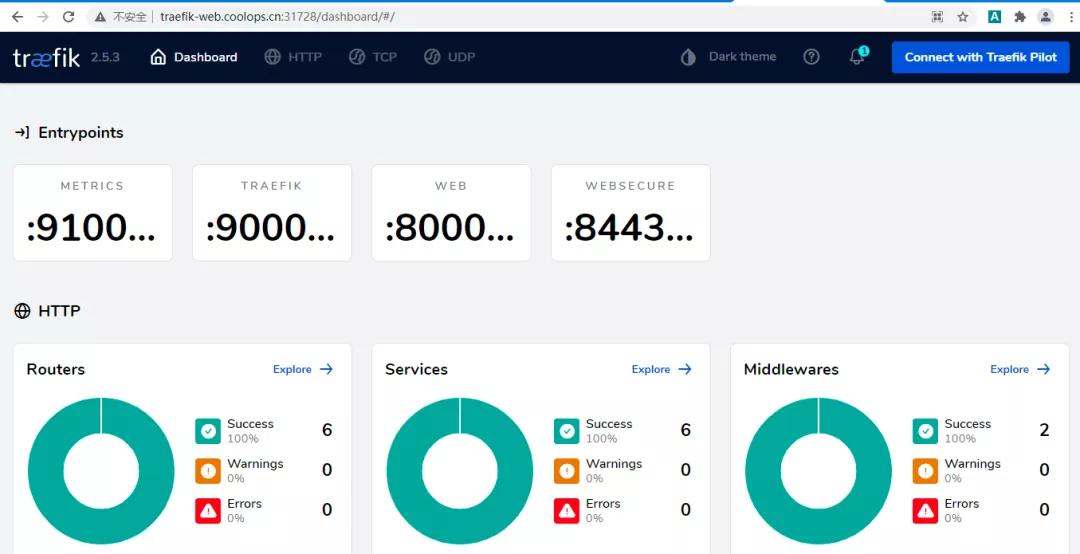 不安全 | traefik-web.coolops.cn:31728/dashboard/#/ A
træfik 2.5.3 Dashboard HTTP TCP UDP Dark theme 1 Connect with Traefik Pilot
Entrypoints
METRICS TRAEFIK WEB WEBSECURE
:9100... :9000... :8000... :8443...
HTTP
Routers Explore → Services Explore → Middlewares Explore →
Success 6 Success 6 Success 2
100% 100% 100%
Warnings 0 Warnings 0 Warnings 0
0% 0% 0%
Errors 0 Errors 0 Errors 0
0% 0% 0%